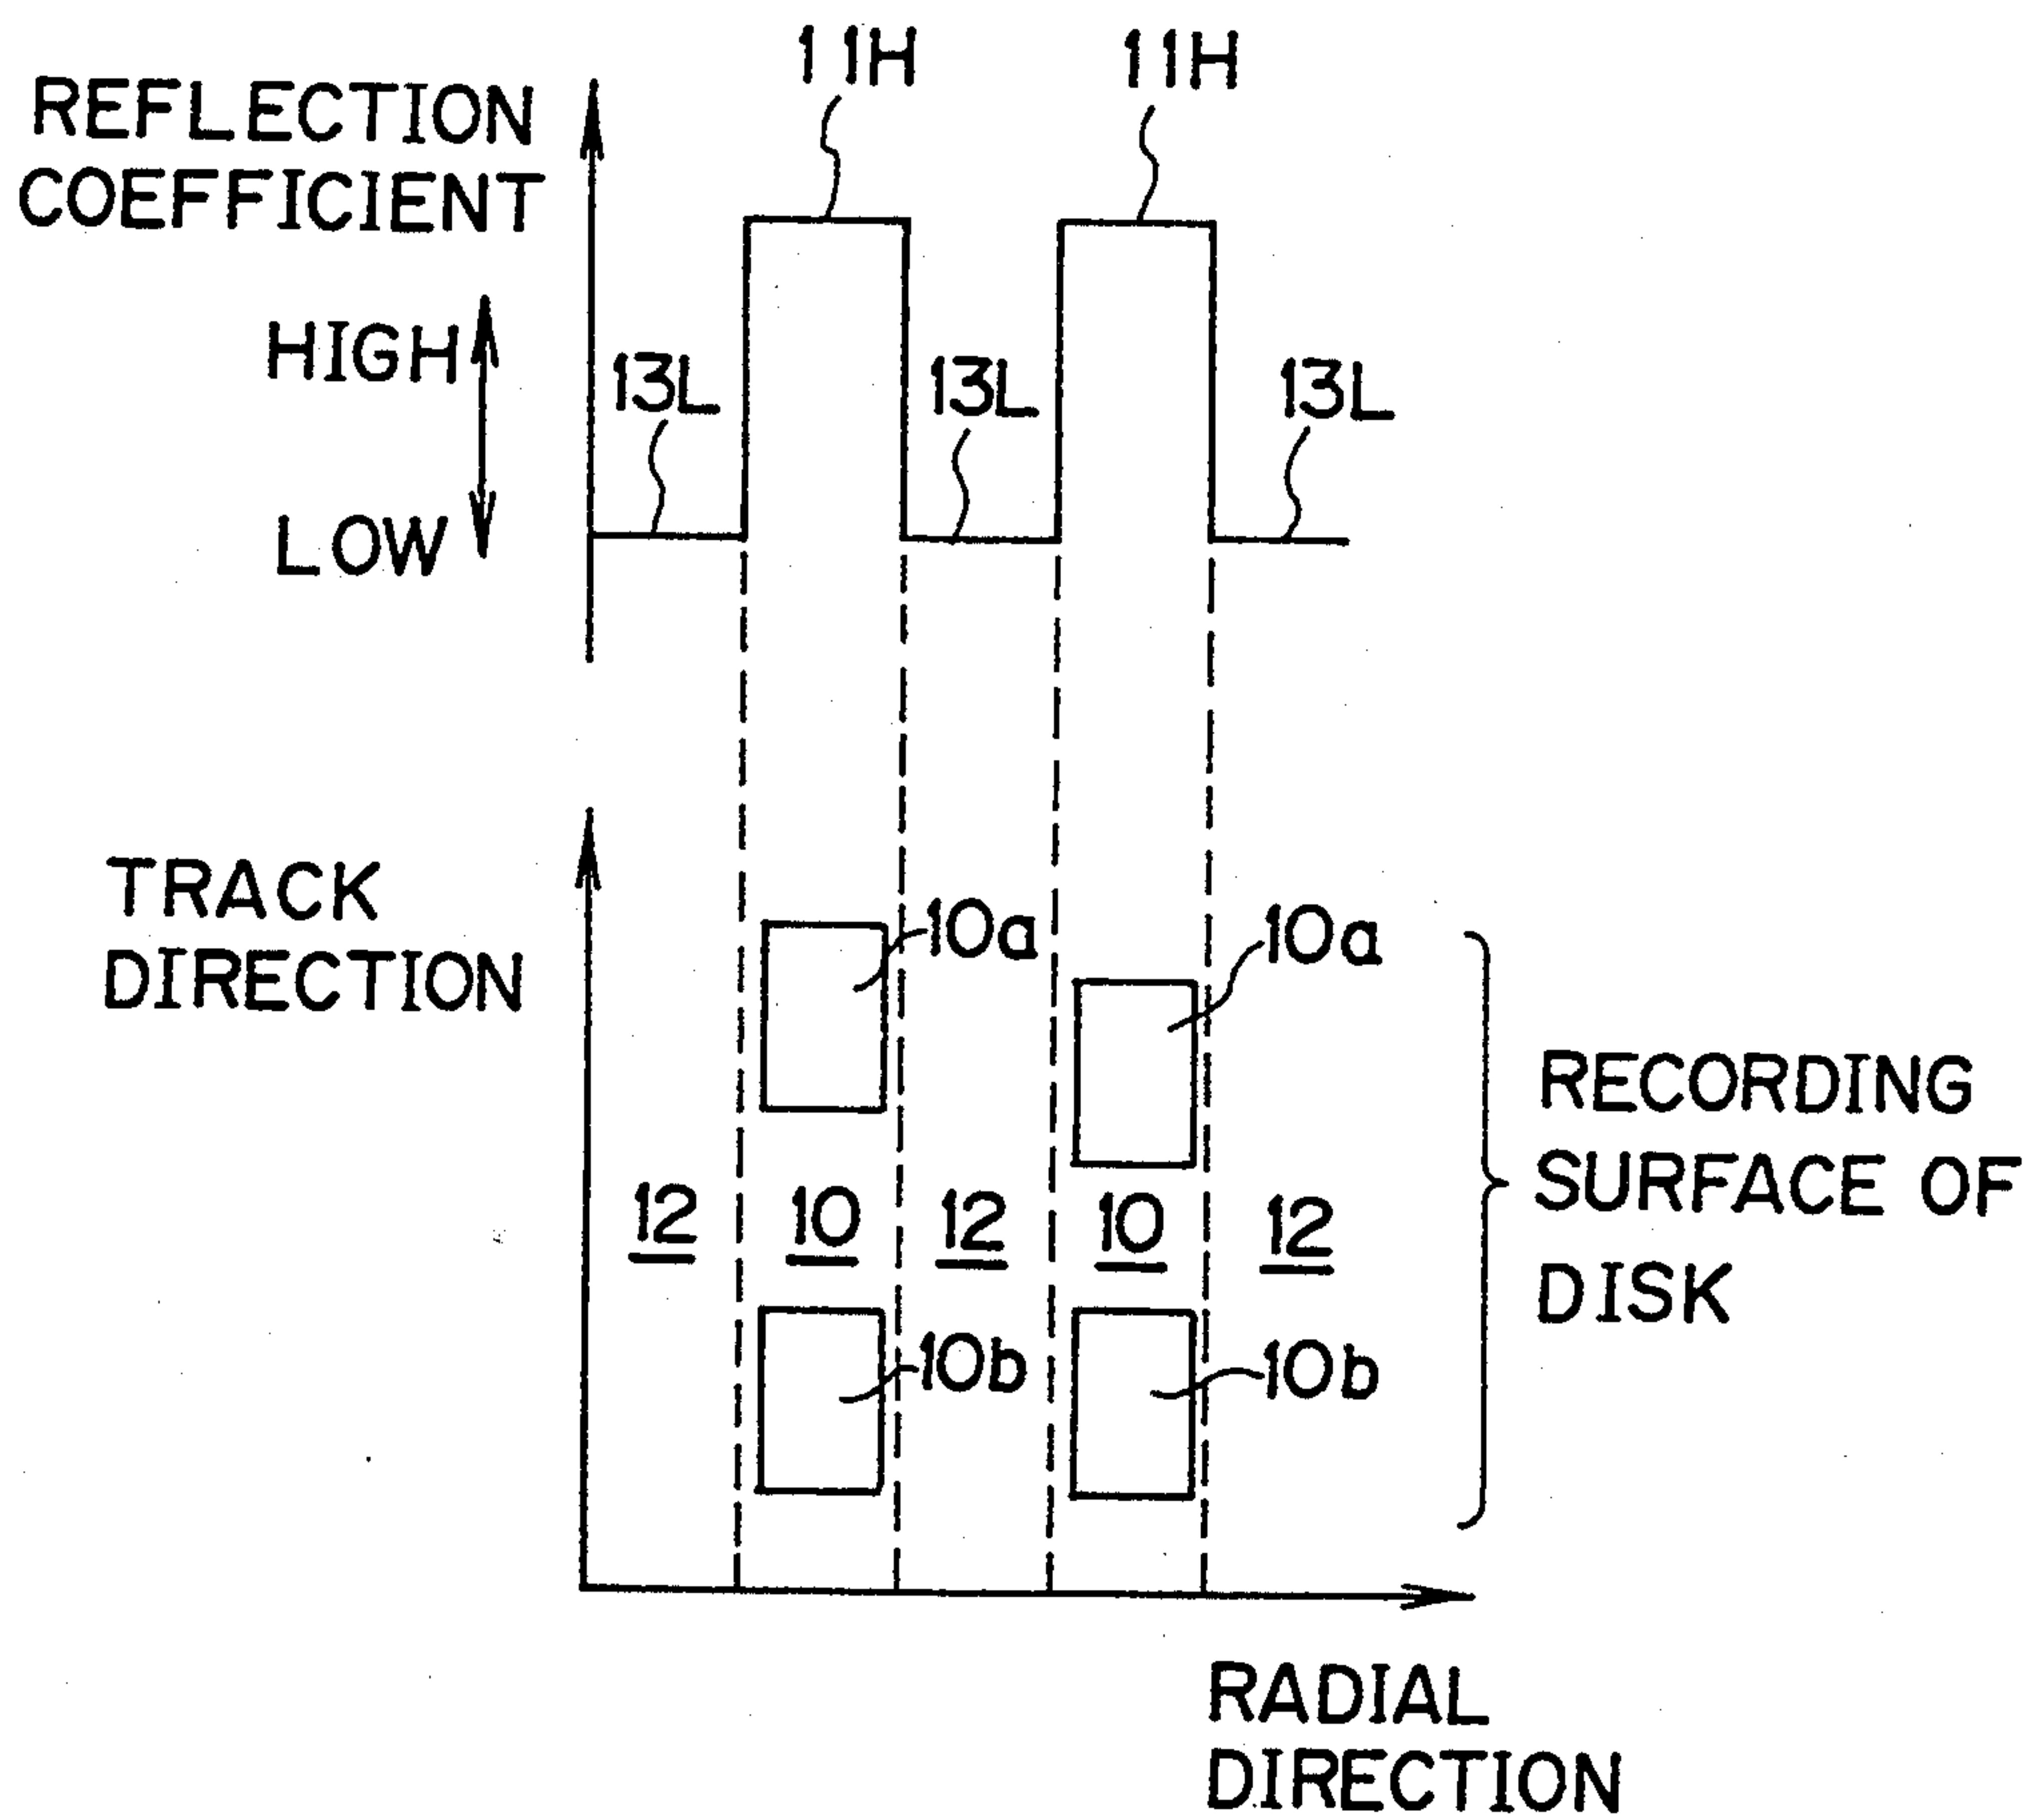 11H 11H
REFLECTION
COEFFICIENT
HIGH
13L 13L 13L
LOW
TRACK
DIRECTION
10a 10a
RECORDING
SURFACE OF
DISK
12 10 12 10 12
10b 10b
RADIAL
DIRECTION